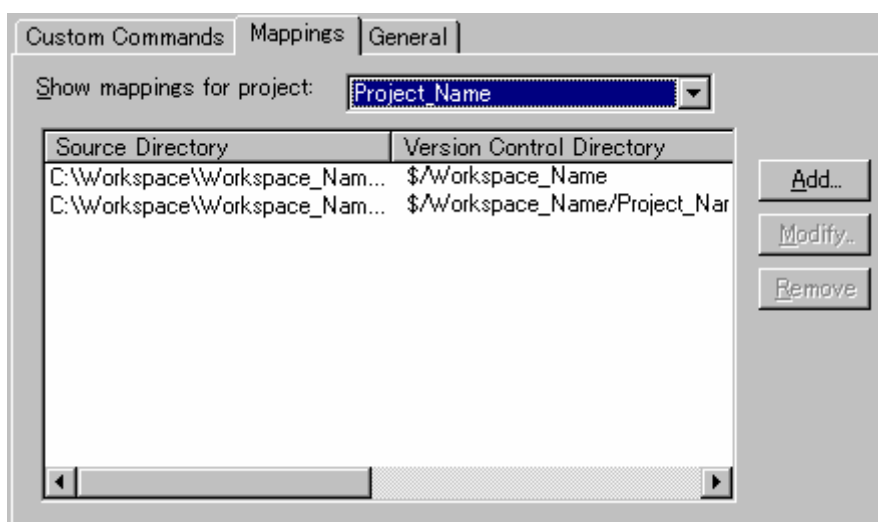 Custom Commands Mappings General
Show mappings for project: Project_Name
Source Directory Version Control Directory
C:\Workspace\Workspace_Nam... $/Workspace_Name
C:\Workspace\Workspace_Nam... $/Workspace_Name/Project_Nar
Add...
Modify..
Remove